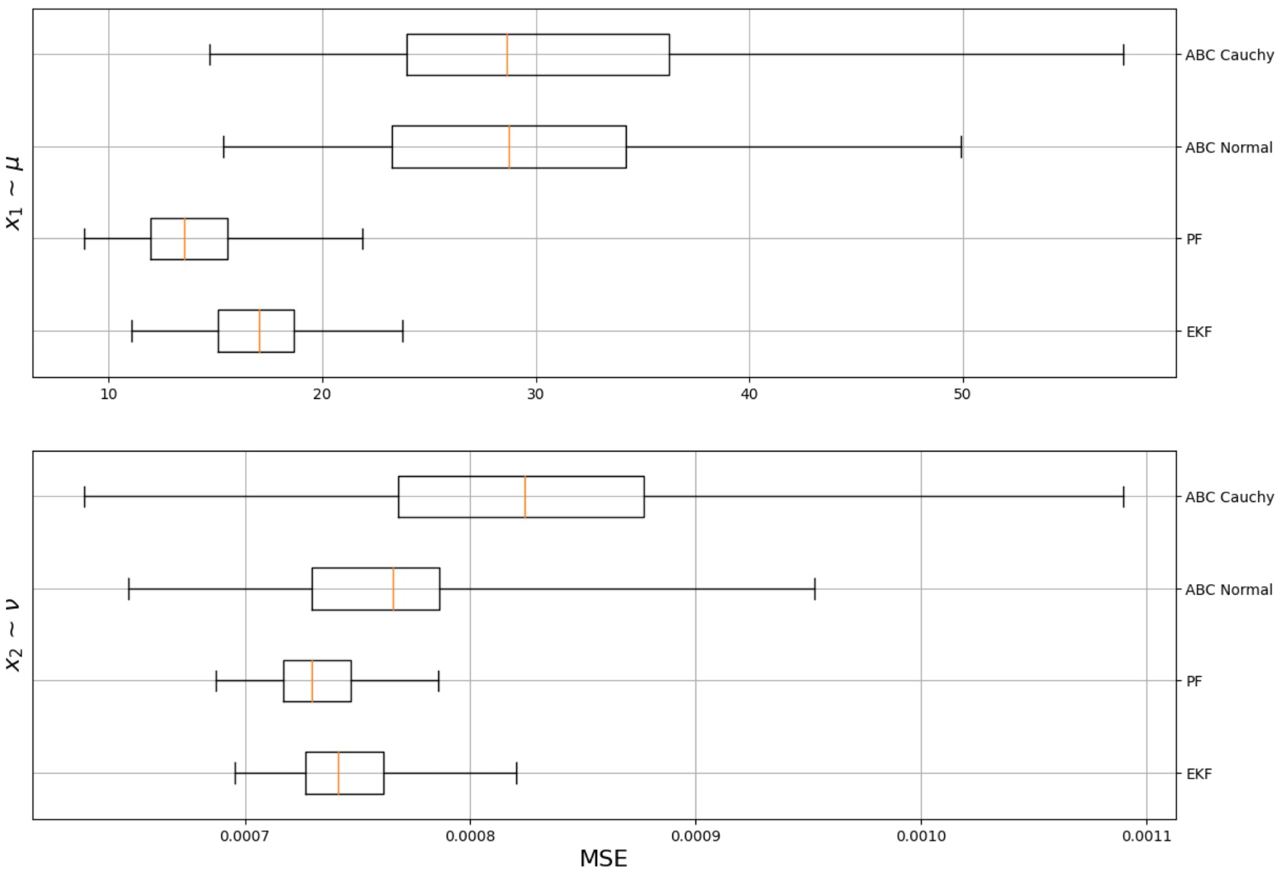 ABC Cauchy
ABC Normal
PF
EKF
x₁ ~ μ
10 20 30 40 50
ABC Cauchy
ABC Normal
PF
EKF
x₂ ~ ν
0.0007 0.0008 0.0009 0.0010 0.0011
MSE